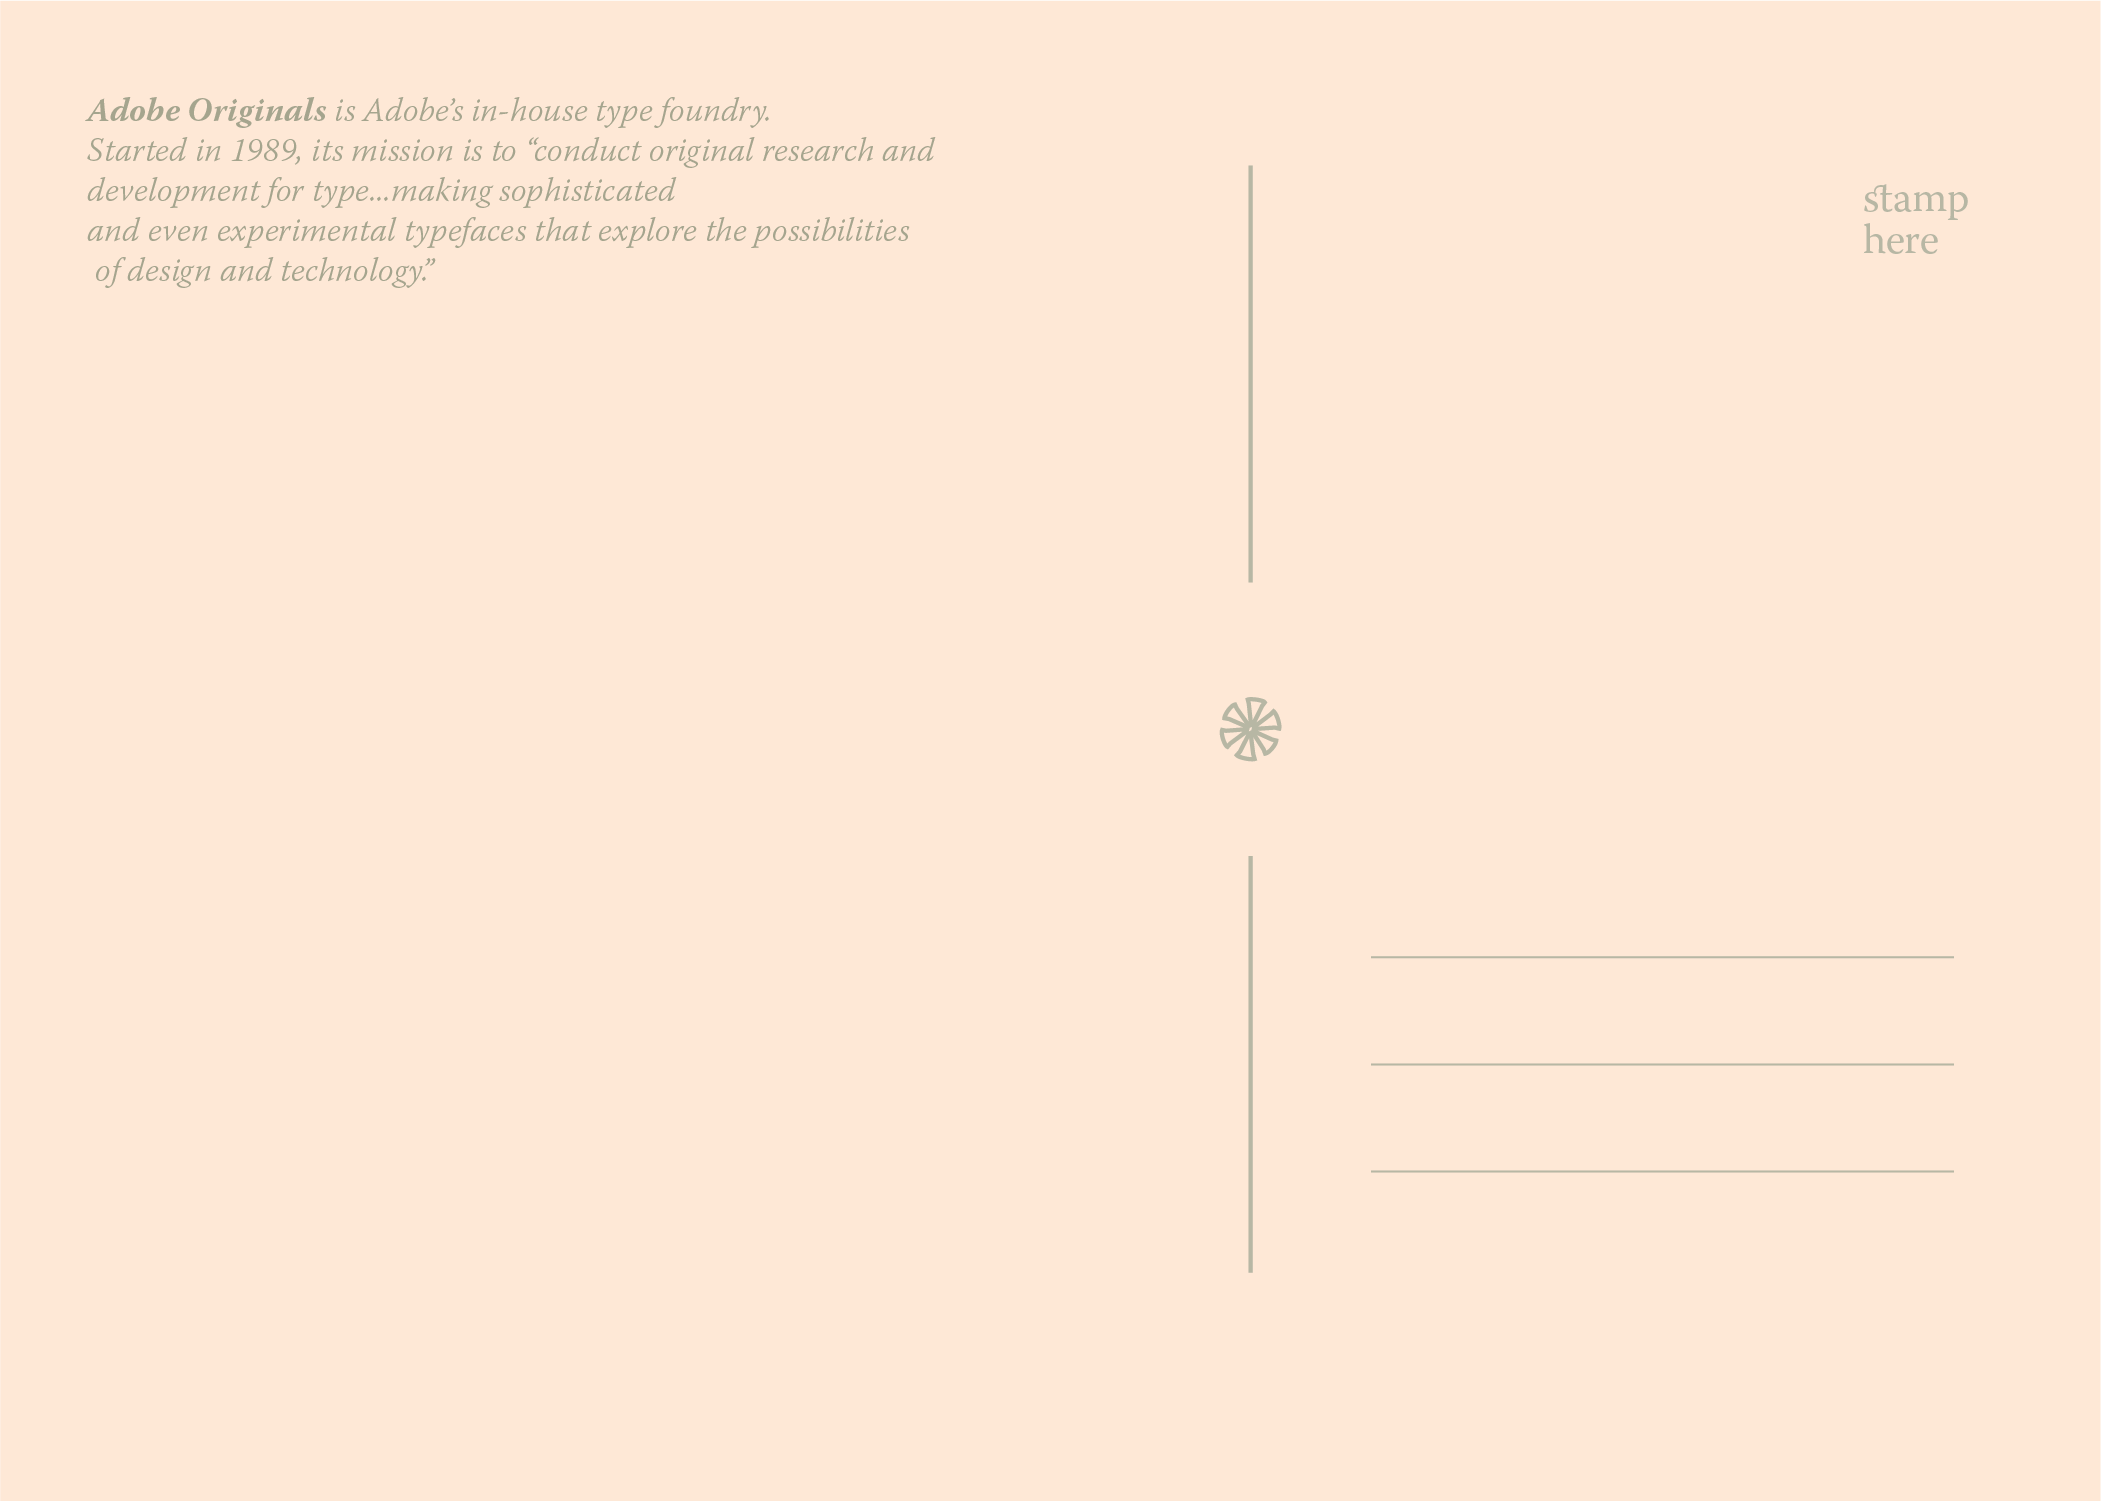 Adobe Originals is Adobe’s in-house type foundry.
Started in 1989, its mission is to “conduct original research and
development for type...making sophisticated
and even experimental typefaces that explore the possibilities
of design and technology.”
stamp
here